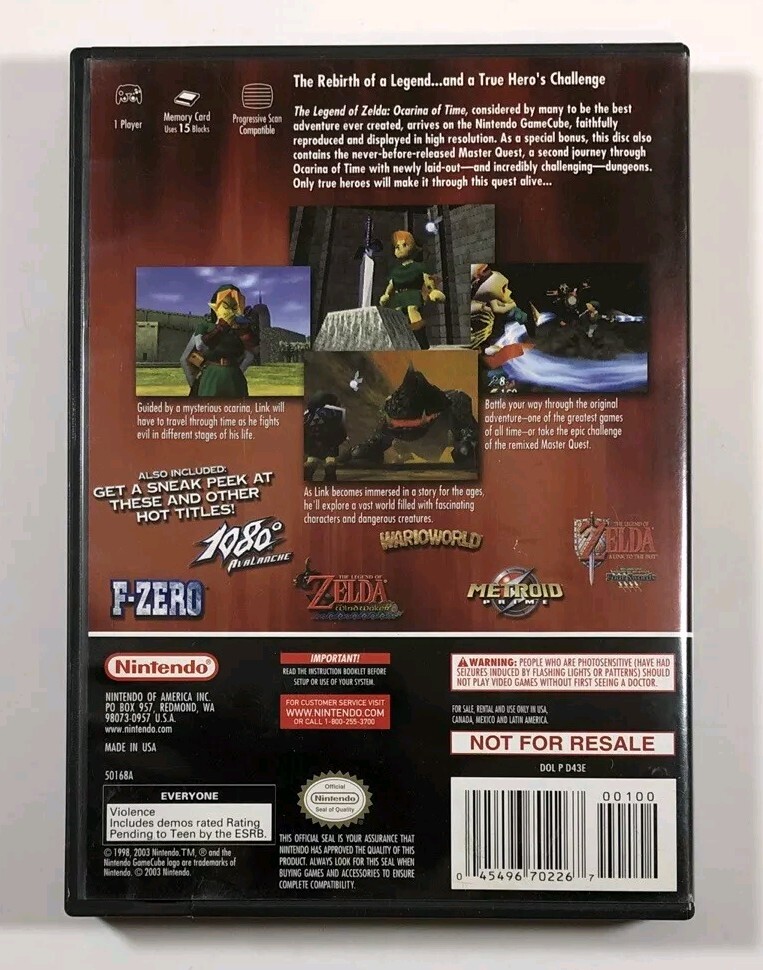 The Rebirth of a Legend...and a True Hero's Challenge
1 Player
Memory Card
Uses 15 Blocks
Progressive Scan
Compatible
The Legend of Zelda: Ocarina of Time, considered by many to be the best
adventure ever created, arrives on the Nintendo GameCube, faithfully
reproduced and displayed in high resolution. As a special bonus, this disc also
contains the never-before-released Master Quest, a second journey through
Ocarina of Time with newly laid-out—and incredibly challenging—dungeons.
Only true heroes will make it through this quest alive...
Guided by a mysterious ocarina, Link will
have to travel through time as he fights
evil in different stages of his life.
As Link becomes immersed in a story for the ages,
he'll explore a vast world filled with fascinating
characters and dangerous creatures.
Battle your way through the original
adventure—one of the greatest games
of all time—or take the epic challenge
of the remixed Master Quest.
ALSO INCLUDED:
GET A SNEAK PEEK AT
THESE AND OTHER
HOT TITLES!
1080°
AVALANCHE
WARIOWORLD
THE LEGEND OF
ZELDA
A LINK TO THE PAST
Four Swords
F-ZERO
THE LEGEND OF
ZELDA
The Wind Waker
METROID
PRIME
Nintendo®
NINTENDO OF AMERICA INC.
PO BOX 957, REDMOND, WA
98073-0957 U.S.A.
www.nintendo.com
MADE IN USA
50168A
IMPORTANT!
READ THE INSTRUCTION BOOKLET BEFORE
SETUP OR USE OF YOUR SYSTEM.
FOR CUSTOMER SERVICE VISIT
WWW.NINTENDO.COM
OR CALL 1-800-255-3700
WARNING: PEOPLE WHO ARE PHOTOSENSITIVE (HAVE HAD
SEIZURES INDUCED BY FLASHING LIGHTS OR PATTERNS) SHOULD
NOT PLAY VIDEO GAMES WITHOUT FIRST SEEING A DOCTOR.
FOR SALE, RENTAL AND USE ONLY IN USA,
CANADA, MEXICO AND LATIN AMERICA.
NOT FOR RESALE
DOL P D43E
EVERYONE
Violence
Includes demos rated Rating
Pending to Teen by the ESRB.
© 1998, 2003 Nintendo. TM, ® and the
Nintendo GameCube logo are trademarks of
Nintendo. © 2003 Nintendo.
Official
Nintendo
Seal of Quality
THIS OFFICIAL SEAL IS YOUR ASSURANCE THAT
NINTENDO HAS APPROVED THE QUALITY OF THIS
PRODUCT. ALWAYS LOOK FOR THIS SEAL WHEN
BUYING GAMES AND ACCESSORIES TO ENSURE
COMPLETE COMPATIBILITY.
00100
0 45496 70226 7